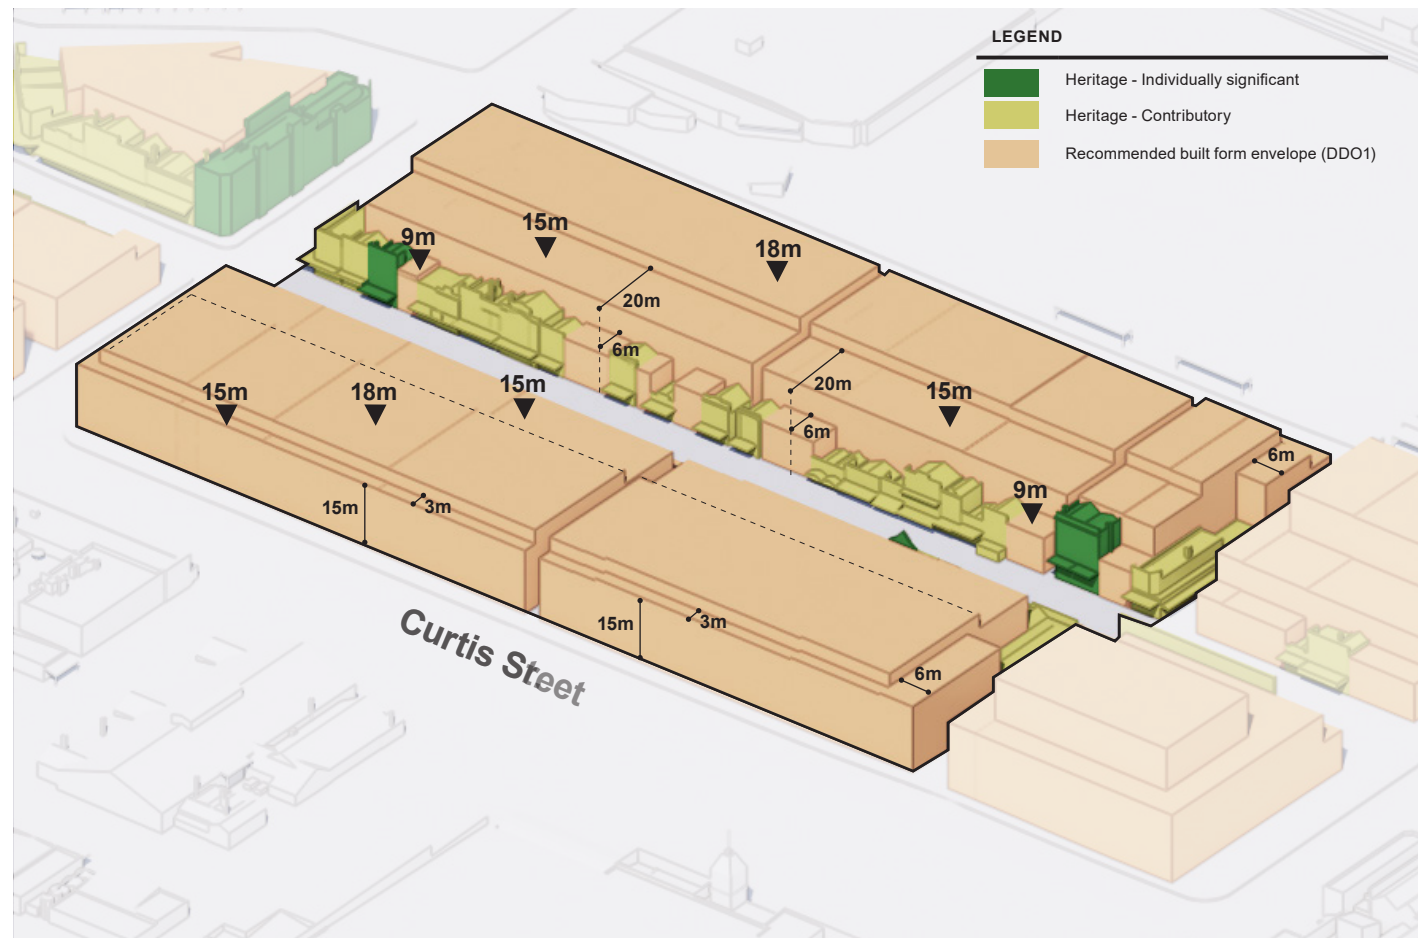 LEGEND
Heritage - Individually significant
Heritage - Contributory
Recommended built form envelope (DDO1)
15m
9m
18m
20m
6m
20m
15m
6m
15m
15m
18m
6m
9m
15m
3m
15m
3m
6m
Curtis Steet